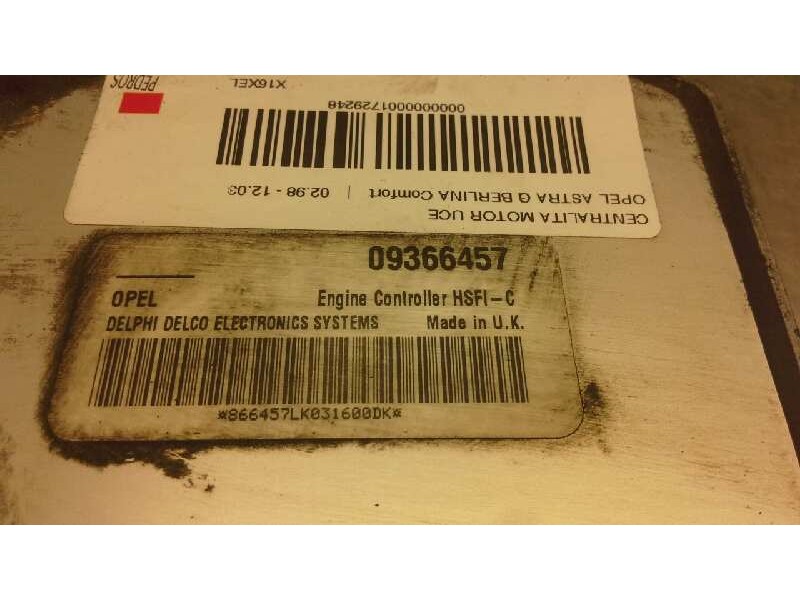 CENTRALITA MOTOR UCE
OPEL ASTRA G BERLINA Comfort
02.98 - 12.03
0000000001729248
X16XEL
PEDROS
09366457
OPEL Engine Controller HSFI-C
DELPHI DELCO ELECTRONICS SYSTEMS Made in U.K.
*866457LK031600DK*